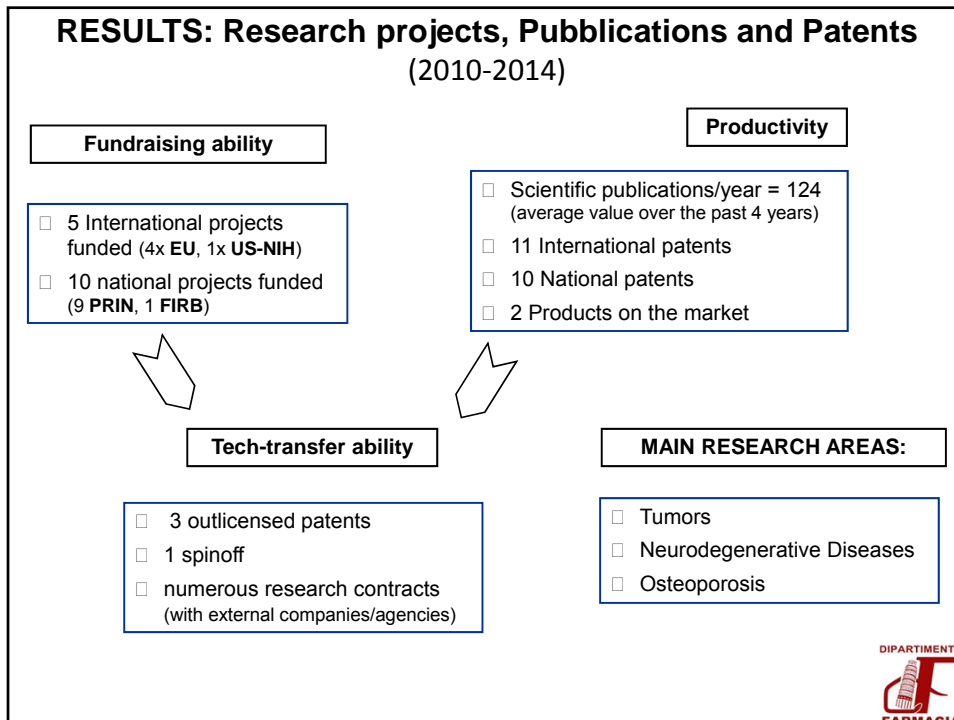 RESULTS: Research projects, Pubblications and Patents
(2010-2014)
Fundraising ability
5 International projects
funded (4x EU, 1x US-NIH)
10 national projects funded
(9 PRIN, 1 FIRB)
Productivity
Scientific publications/year = 124
(average value over the past 4 years)
11 International patents
10 National patents
2 Products on the market
Tech-transfer ability
3 outlicensed patents
1 spinoff
numerous research contracts
(with external companies/agencies)
MAIN RESEARCH AREAS:
Tumors
Neurodegenerative Diseases
Osteoporosis
DIPARTIMENT
FARMACIA